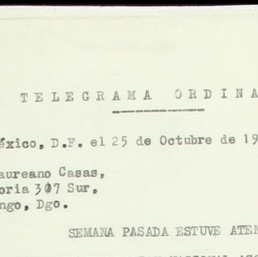 TELEGRAMA ORDINA
éxico, D.F. el 25 de Octubre de 19
aureano Casas,
oria 307 Sur,
ngo, Dgo.
SEMANA PASADA ESTUVE ATEN